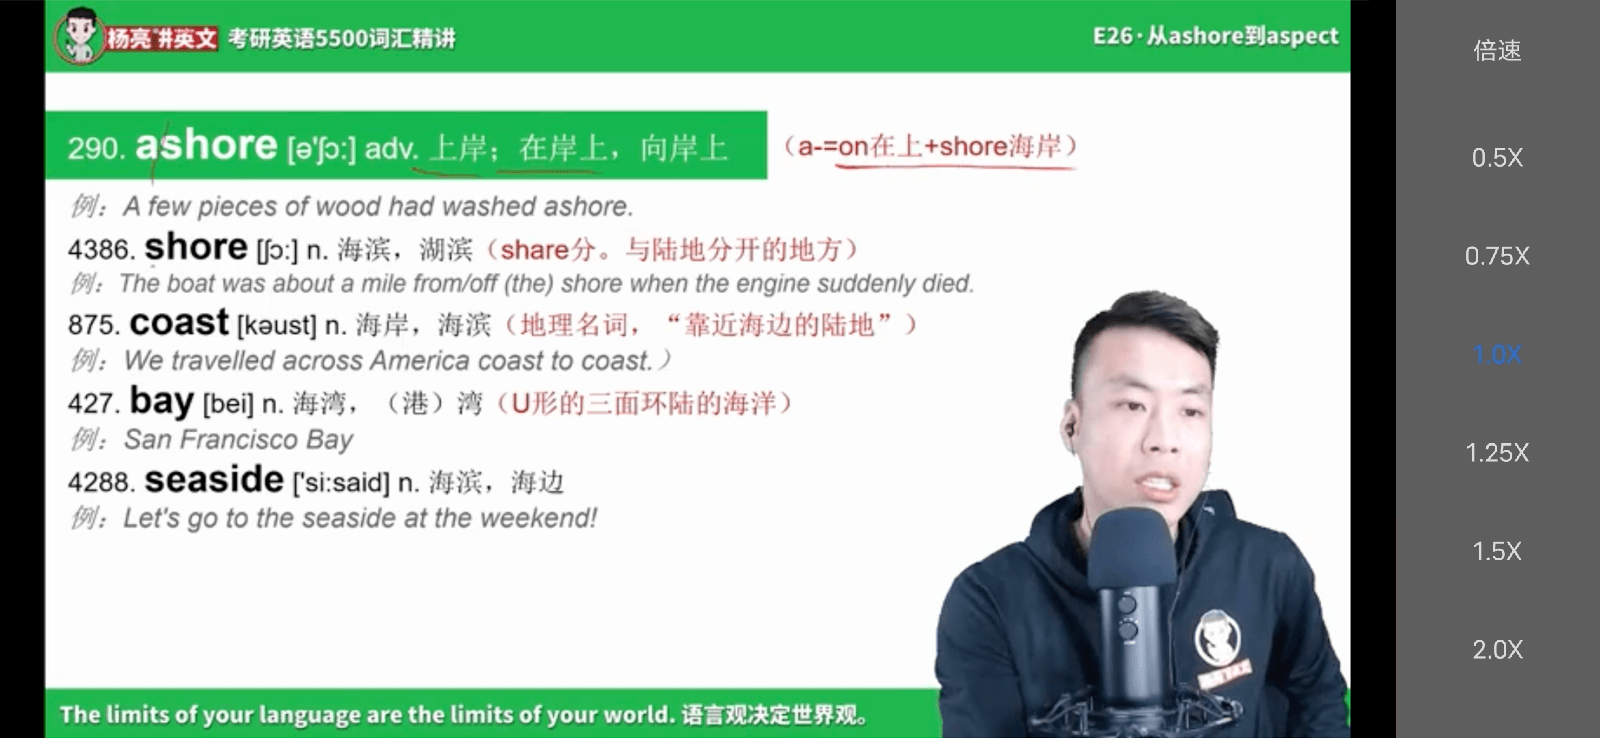 杨亮讲英文 考研英语5500词汇精讲
E26·从ashore到aspect
290. ashore [ə'ʃɔ:] adv. 上岸；在岸上，向岸上 （a-=on在上+shore海岸）
例：A few pieces of wood had washed ashore.
4386. shore [ʃɔ:] n. 海滨，湖滨（share分。与陆地分开的地方）
例：The boat was about a mile from/off (the) shore when the engine suddenly died.
875. coast [kəust] n. 海岸，海滨（地理名词，“靠近海边的陆地”）
例：We travelled across America coast to coast.）
427. bay [bei] n. 海湾，（港）湾（U形的三面环陆的海洋）
例：San Francisco Bay
4288. seaside ['si:said] n. 海滨，海边
例：Let's go to the seaside at the weekend!
The limits of your language are the limits of your world. 语言观决定世界观。
倍速
0.5X
0.75X
1.0X
1.25X
1.5X
2.0X